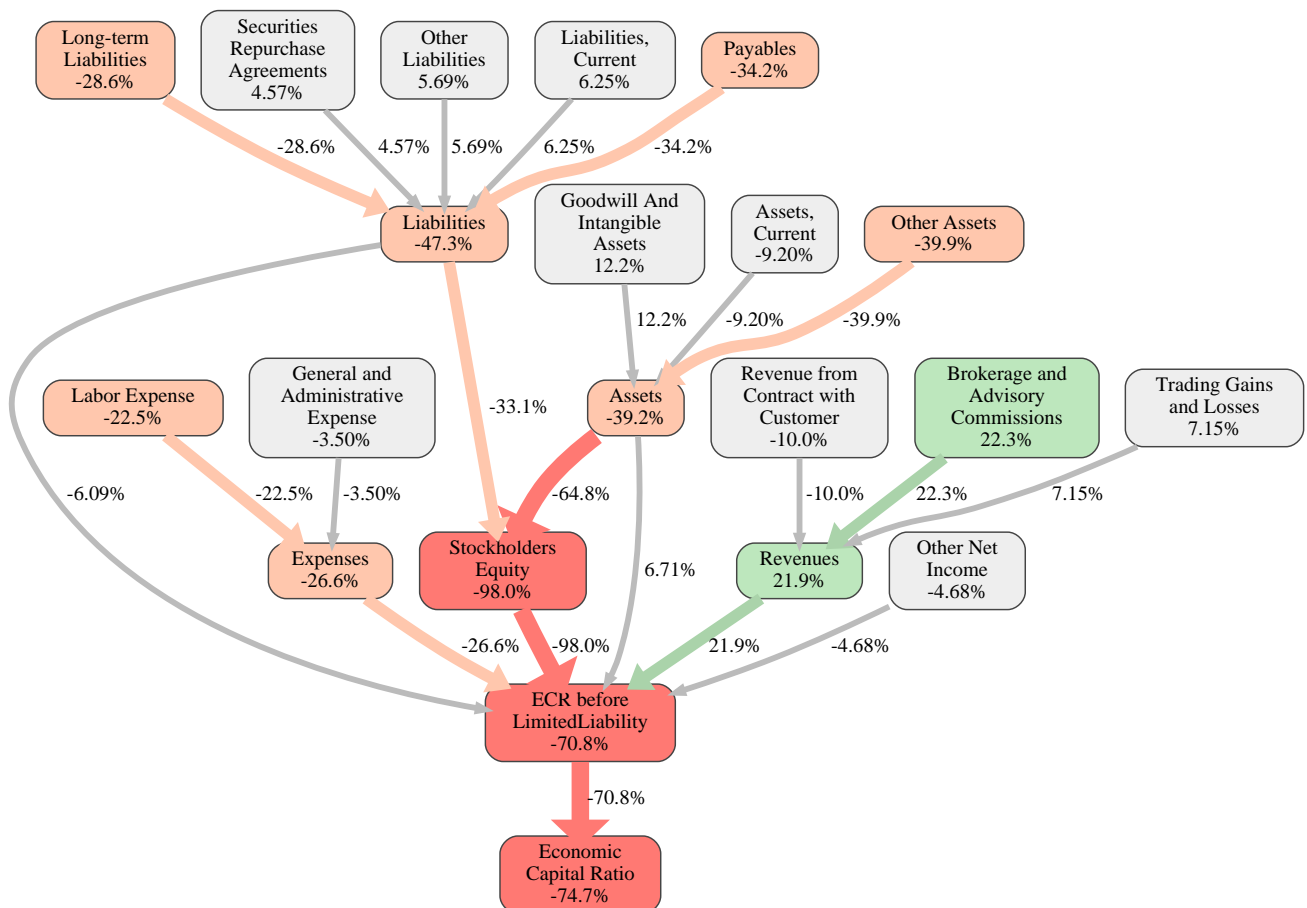 Long-term
Liabilities
-28.6%
Securities
Repurchase
Agreements
4.57%
Other
Liabilities
5.69%
Liabilities,
Current
6.25%
Payables
-34.2%
-28.6%
4.57%
5.69%
6.25%
-34.2%
Liabilities
-47.3%
Goodwill And
Intangible
Assets
12.2%
Assets,
Current
-9.20%
Other Assets
-39.9%
12.2%
-9.20%
-39.9%
Labor Expense
-22.5%
General and
Administrative
Expense
-3.50%
-33.1%
Assets
-39.2%
Revenue from
Contract with
Customer
-10.0%
Brokerage and
Advisory
Commissions
22.3%
Trading Gains
and Losses
7.15%
-6.09%
-22.5%
-3.50%
-64.8%
-10.0%
22.3%
7.15%
Expenses
-26.6%
Stockholders
Equity
-98.0%
6.71%
Revenues
21.9%
Other Net
Income
-4.68%
-26.6%
-98.0%
21.9%
-4.68%
ECR before
LimitedLiability
-70.8%
-70.8%
Economic
Capital Ratio
-74.7%